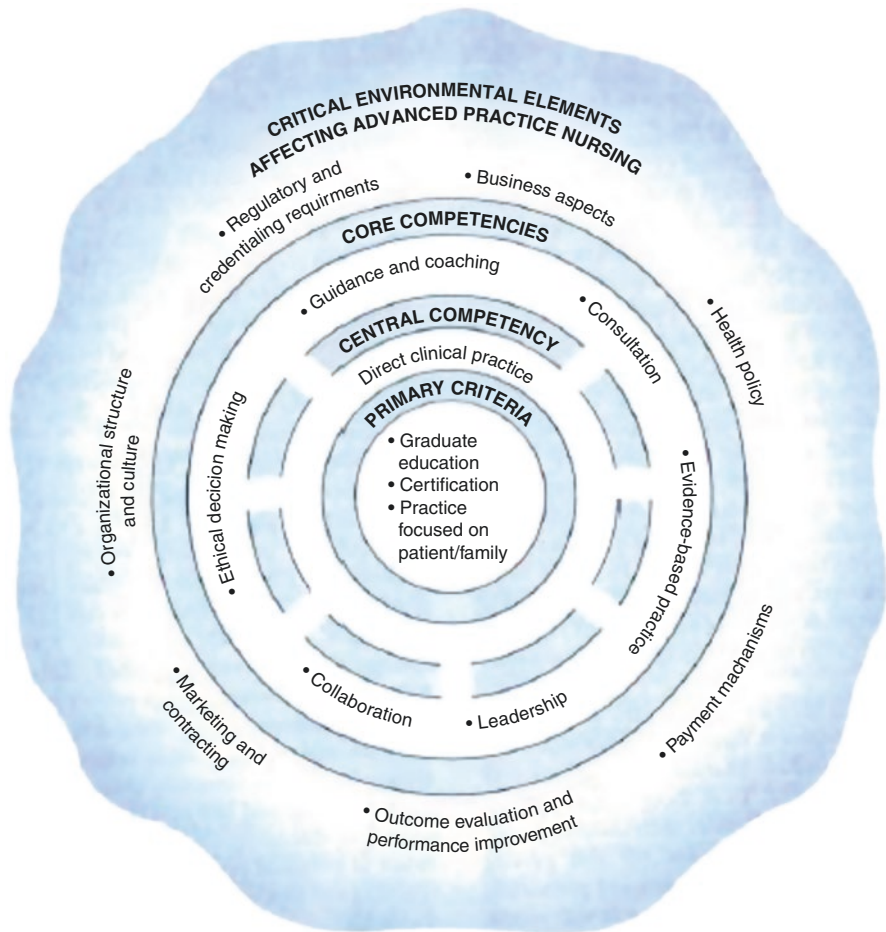 CRITICAL ENVIRONMENTAL ELEMENTS
AFFECTING ADVANCED PRACTICE NURSING
• Regulatory and
credentialing requirments
• Business aspects
CORE COMPETENCIES
• Guidance and coaching
• Consultation
• Health policy
CENTRAL COMPETENCY
Direct clinical practice
PRIMARY CRITERIA
• Graduate
education
• Certification
• Practice
focused on
patient/family
• Organizational structure
and culture
• Ethical decicion making
• Evidence-based practice
• Payment machanisms
• Collaboration
• Leadership
• Marketing and
contracting
• Outcome evaluation and
performance improvement